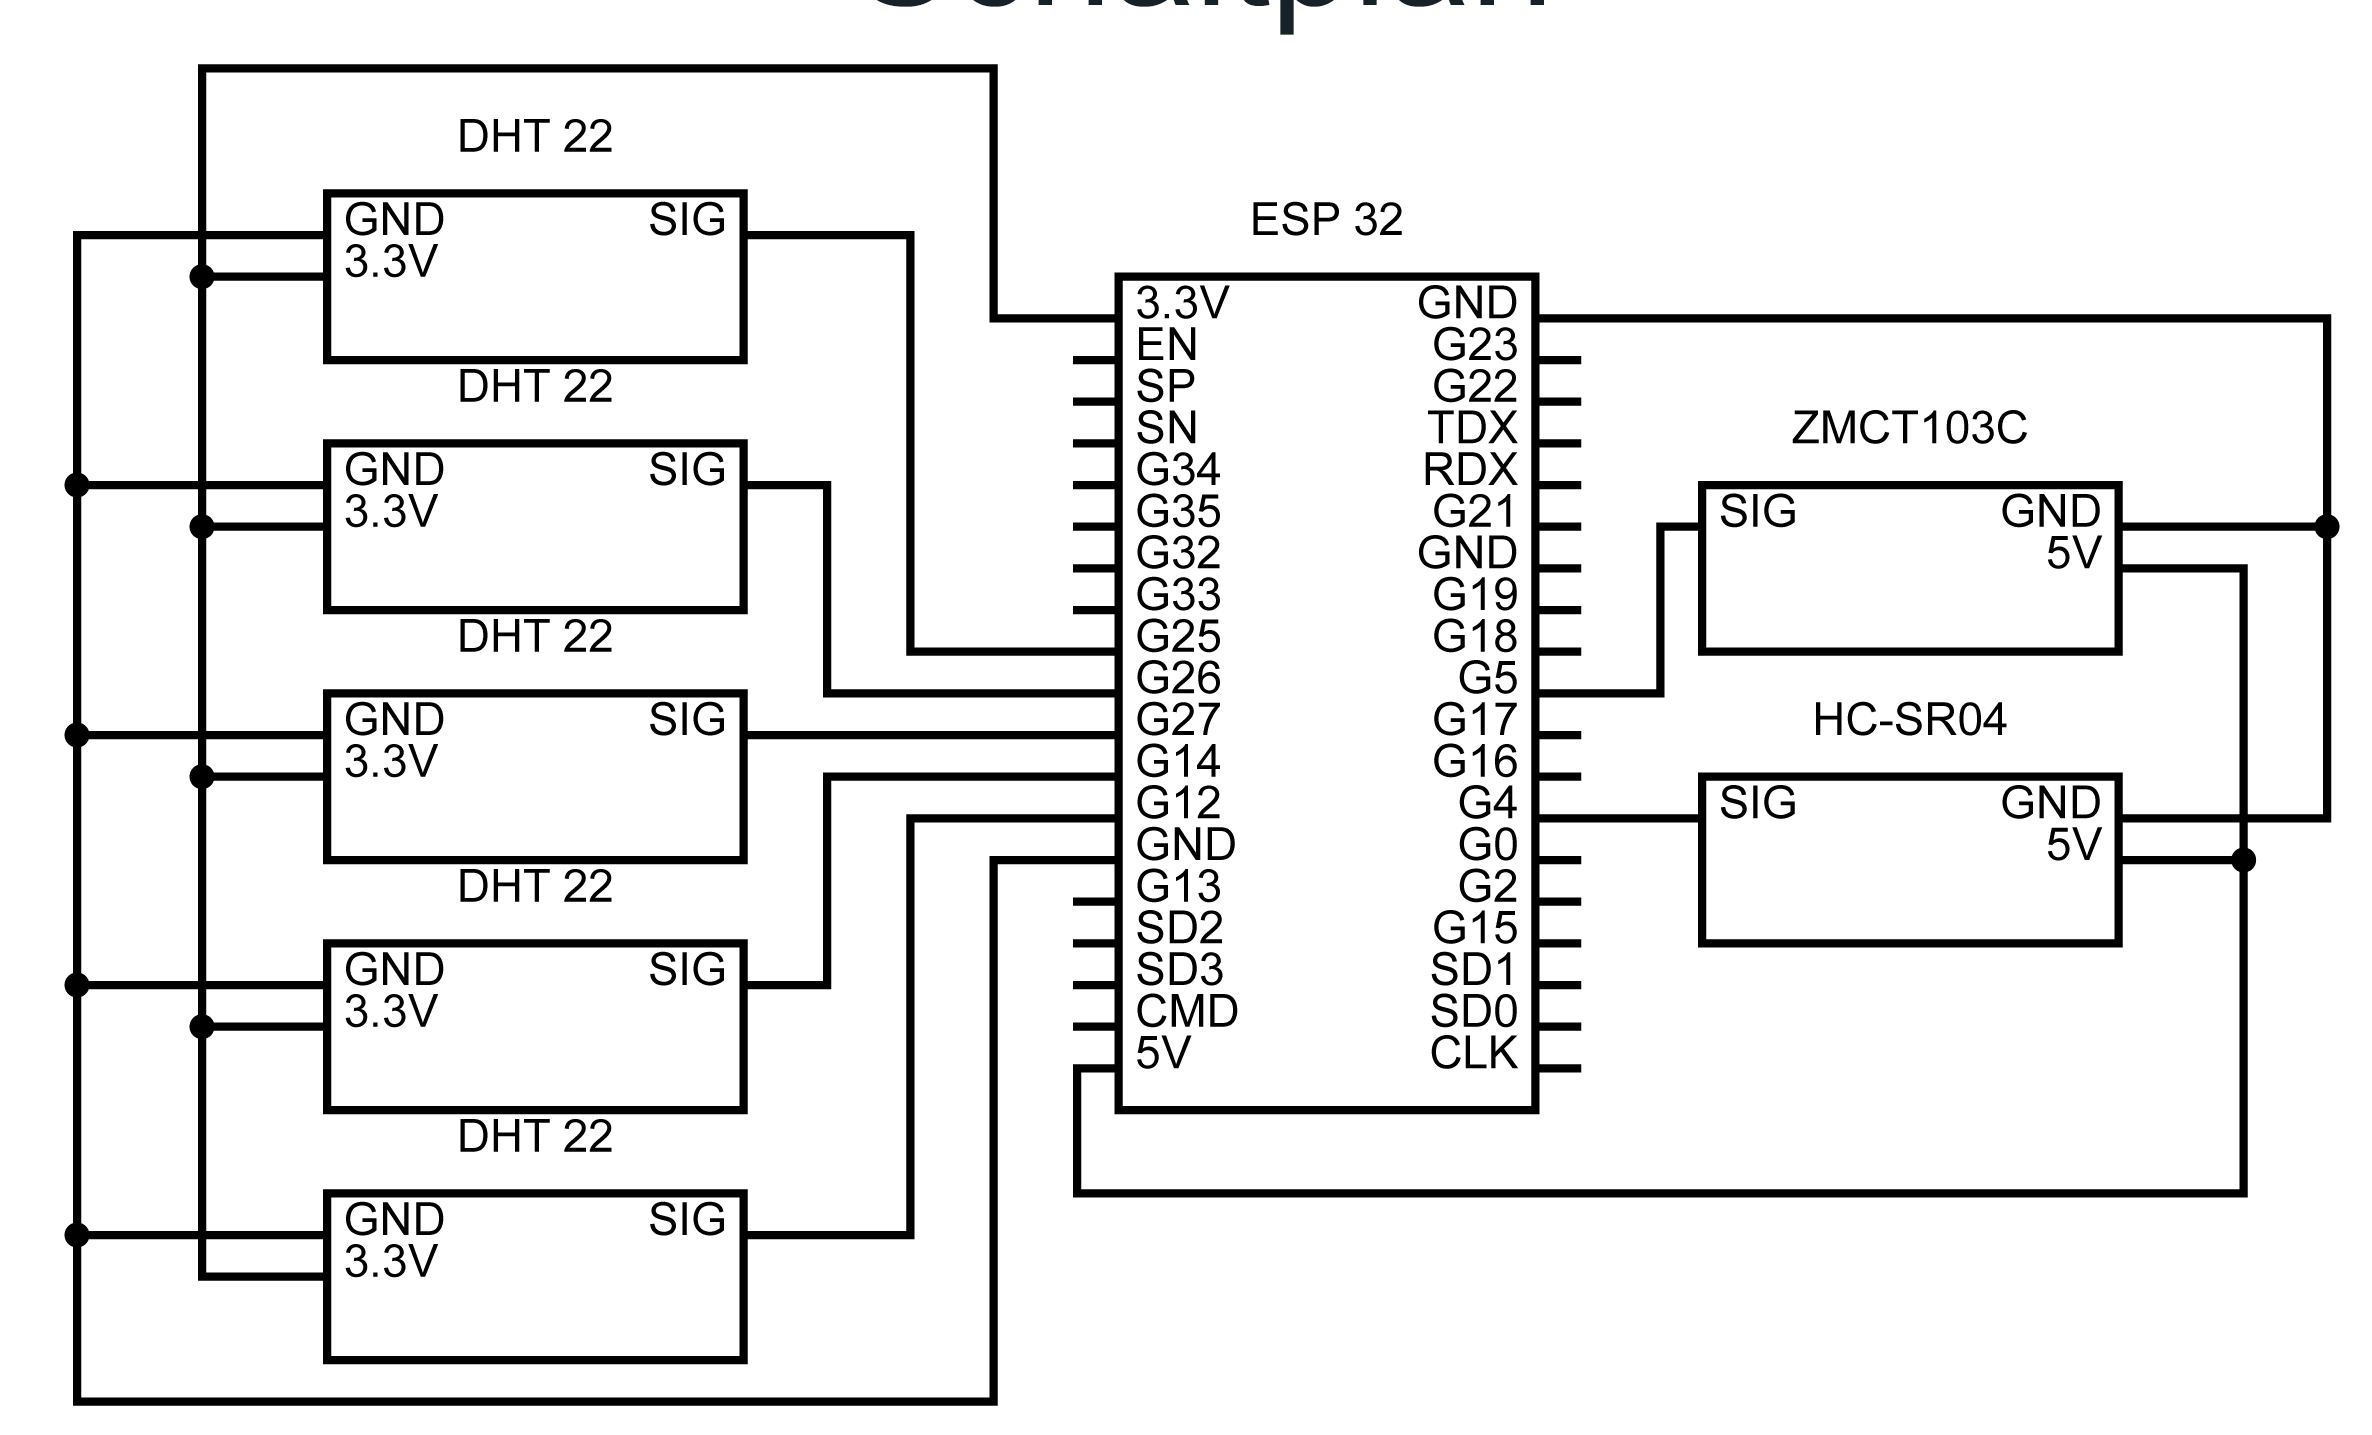 Schaltplan
DHT 22
GND SIG
3.3V
DHT 22
GND SIG
3.3V
DHT 22
GND SIG
3.3V
DHT 22
GND SIG
3.3V
DHT 22
GND SIG
3.3V
ESP 32
3.3V GND
EN G23
SP G22
SN TDX
G34 RDX
G35 G21
G32 GND
G33 G19
G25 G18
G26 G5
G27 G17
G14 G16
G12 G4
GND G0
G13 G2
SD2 G15
SD3 SD1
CMD SD0
5V CLK
ZMCT103C
SIG GND
5V
HC-SR04
SIG GND
5V